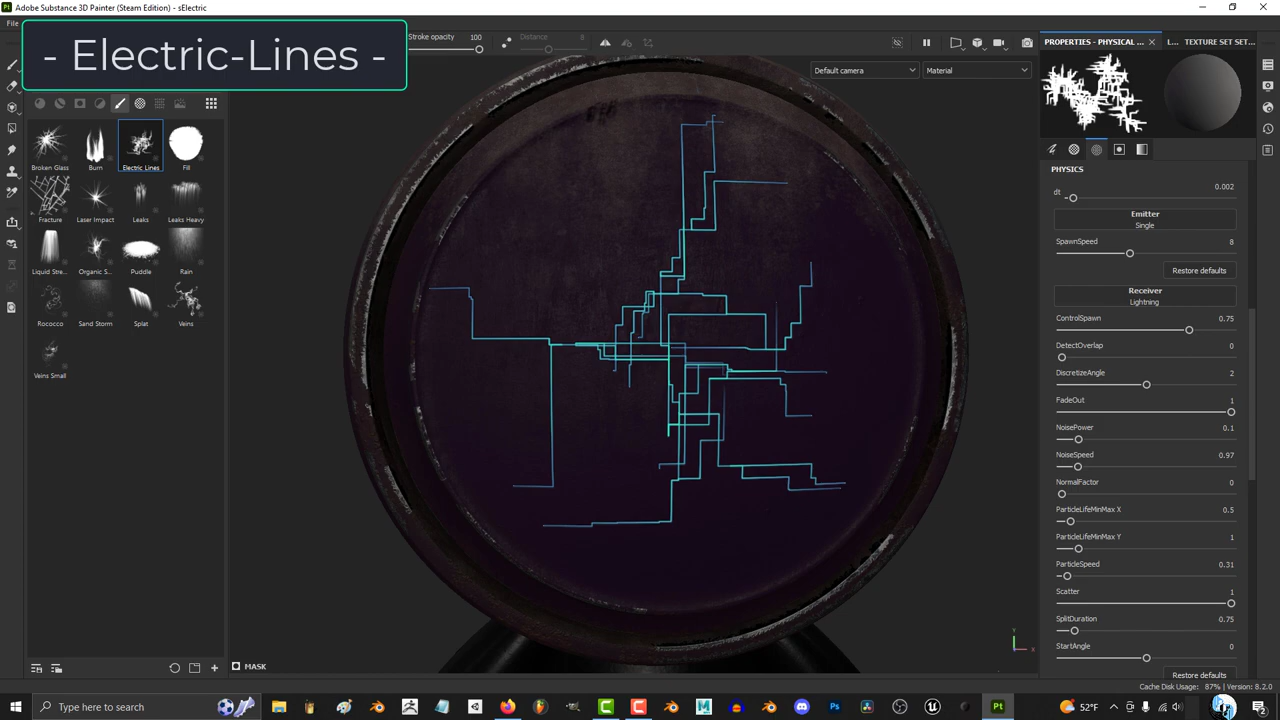 Adobe Substance 3D Painter (Steam Edition) - sElectric
File
- Electric-Lines -
Stroke opacity 100
Distance 8
Default camera
Material
PROPERTIES - PHYSICAL ...
L...
TEXTURE SET SET...
Broken Glass
Burn
Electric Lines
Fill
Fracture
Laser Impact
Leaks
Leaks Heavy
Liquid Stre...
Organic S...
Puddle
Rain
Rococco
Sand Storm
Splat
Veins
Veins Small
PHYSICS
dt
0.002
Emitter
Single
SpawnSpeed 8
Restore defaults
Receiver
Lightning
ControlSpawn 0.75
DetectOverlap 0
DiscretizeAngle 2
FadeOut 1
NoisePower 0.1
NoiseSpeed 0.97
NormalFactor 0
ParticleLifeMinMax X 0.5
ParticleLifeMinMax Y 1
ParticleSpeed 0.31
Scatter 1
SplitDuration 0.75
StartAngle 0
Restore defaults
Y
X
MASK
Cache Disk Usage: 87% | Version: 8.2.0
Type here to search
Pt
52°F